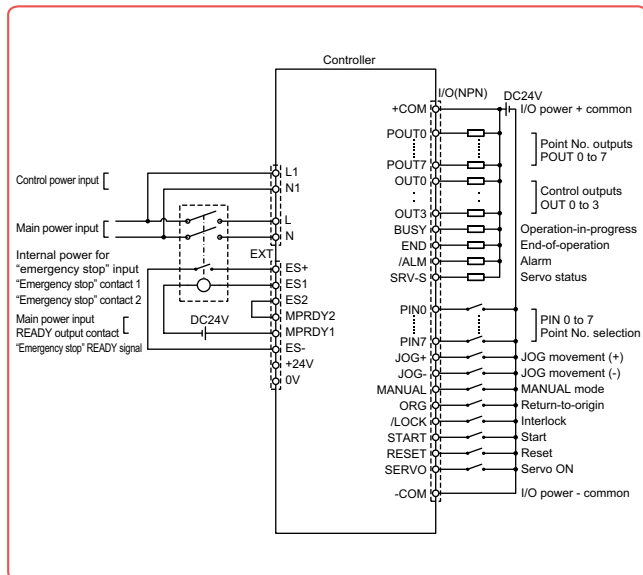 Controller
I/O(NPN)
DC24V
+COM
I/O power + common
POUT0
POUT7
Point No. outputs
POUT 0 to 7
OUT0
OUT3
Control outputs
OUT 0 to 3
BUSY
Operation-in-progress
END
End-of-operation
/ALM
Alarm
SRV-S
Servo status
PIN0
PIN7
PIN 0 to 7
Point No. selection
JOG+
JOG movement (+)
JOG-
JOG movement (-)
MANUAL
MANUAL mode
ORG
Return-to-origin
/LOCK
Interlock
START
Start
RESET
Reset
SERVO
Servo ON
-COM
I/O power - common
Control power input
L1
N1
Main power input
L
N
EXT
Internal power for
"emergency stop" input
ES+
"Emergency stop" contact 1
ES1
"Emergency stop" contact 2
ES2
Main power input
READY output contact
MPRDY2
DC24V
MPRDY1
"Emergency stop" READY signal
ES-
+24V
0V